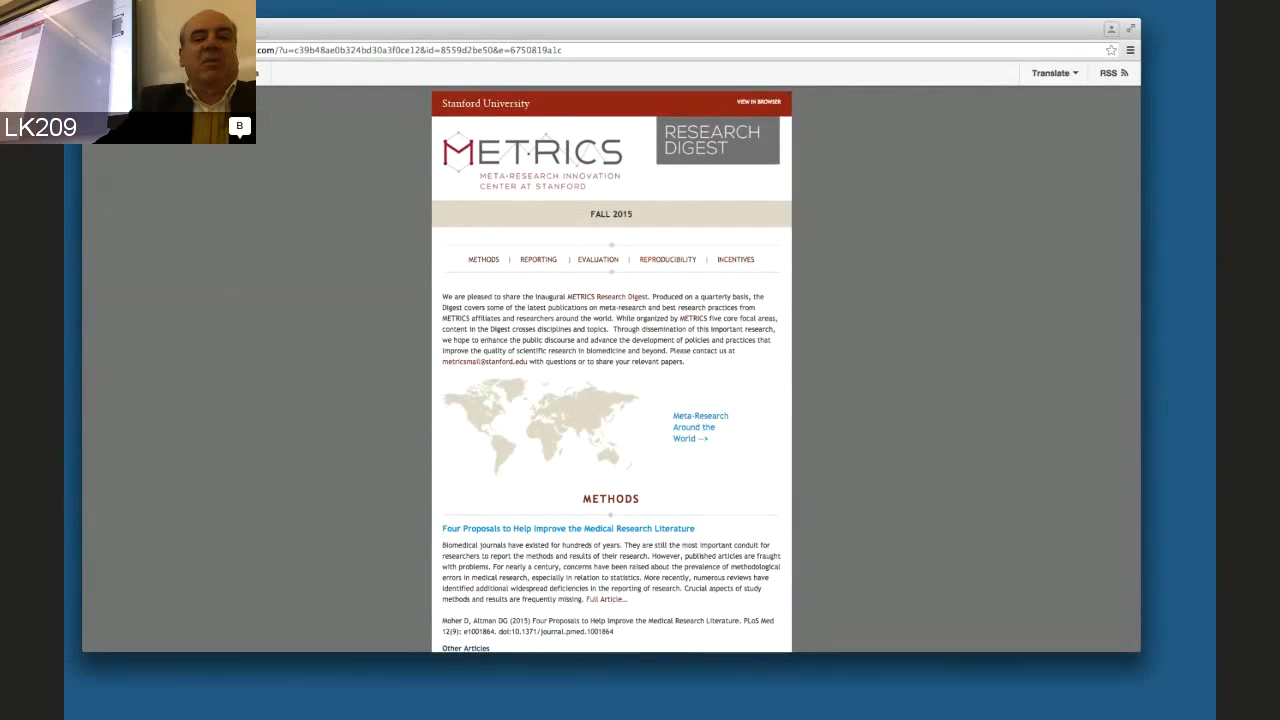 LK209
B
.com/?u=c39b48ae0b324bd30a3f0ce12&id=8559d2be50&e=6750819a1c
Translate
RSS
Stanford University
VIEW IN BROWSER
METRICS
META-RESEARCH INNOVATION
CENTER AT STANFORD
RESEARCH
DIGEST
FALL 2015
METHODS | REPORTING | EVALUATION | REPRODUCIBILITY | INCENTIVES
We are pleased to share the inaugural METRICS Research Digest. Produced on a quarterly basis, the
Digest covers some of the latest publications on meta-research and best research practices from
METRICS affiliates and researchers around the world. While organized by METRICS five core focal areas,
content in the Digest crosses disciplines and topics. Through dissemination of this important research,
we hope to enhance the public discourse and advance the development of policies and practices that
improve the quality of scientific research in biomedicine and beyond. Please contact us at
metricsmail@stanford.edu with questions or to share your relevant papers.
Meta-Research
Around the
World -->
METHODS
Four Proposals to Help Improve the Medical Research Literature
Biomedical journals have existed for hundreds of years. They are still the most important conduit for
researchers to report the methods and results of their research. However, published articles are fraught
with problems. For nearly a century, concerns have been raised about the prevalence of methodological
errors in medical research, especially in relation to statistics. More recently, numerous reviews have
identified additional widespread deficiencies in the reporting of research. Crucial aspects of study
methods and results are frequently missing. Full Article...
Moher D, Altman DG (2015) Four Proposals to Help Improve the Medical Research Literature. PLoS Med
12(9): e1001864. doi:10.1371/journal.pmed.1001864
Other Articles